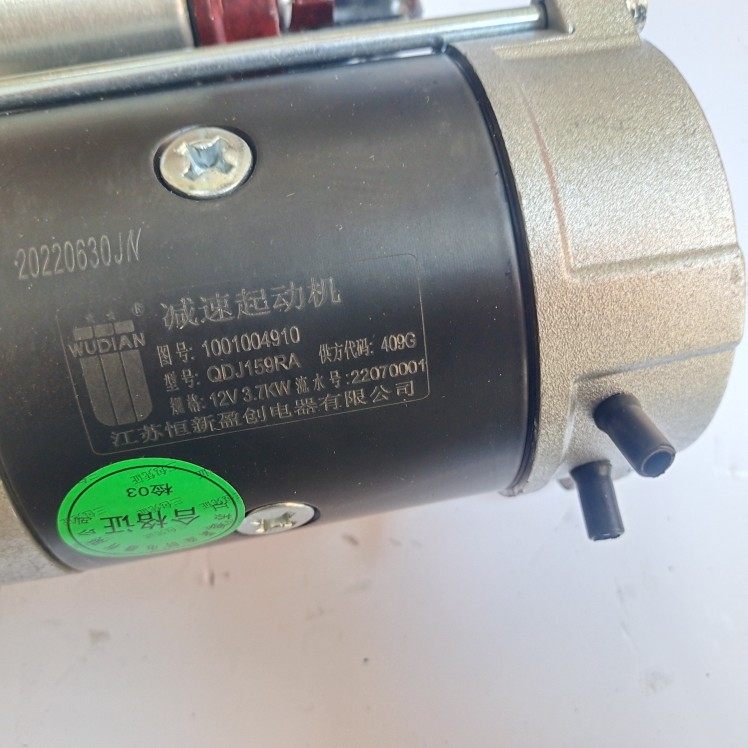 20220630JN
减速起动机
WUDIAN ®
图号: 1001004910
型号: QDJ159RA 供方代码: 409G
规格: 12V 3.7KW 流水号: 22070001
江苏恒新盈创电器有限公司
合格证
检03